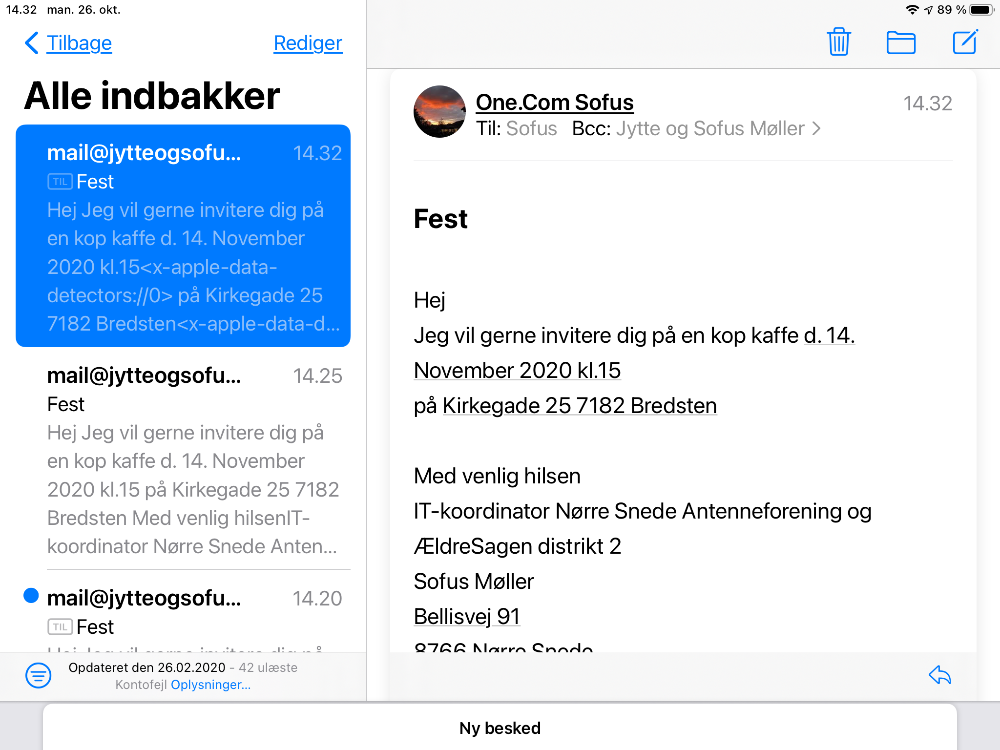 14.32 man. 26. okt.
89 %
Tilbage
Rediger
Alle indbakker
mail@jytteogsofu... 14.32
TIL Fest
Hej Jeg vil gerne invitere dig på
en kop kaffe d. 14. November
2020 kl.15<x-apple-data-
detectors://0> på Kirkegade 25
7182 Bredsten<x-apple-data-d...
mail@jytteogsofu... 14.25
Fest
Hej Jeg vil gerne invitere dig på
en kop kaffe d. 14. November
2020 kl.15 på Kirkegade 25 7182
Bredsten Med venlig hilsenIT-
koordinator Nørre Snede Anten...
mail@jytteogsofu... 14.20
TIL Fest
Hej Jeg vil gerne invitere dig på
Opdateret den 26.02.2020 - 42 ulæste
Kontofejl Oplysninger...
One.Com Sofus 14.32
Til: Sofus Bcc: Jytte og Sofus Møller
Fest
Hej
Jeg vil gerne invitere dig på en kop kaffe d. 14.
November 2020 kl.15
på Kirkegade 25 7182 Bredsten
Med venlig hilsen
IT-koordinator Nørre Snede Antenneforening og
ÆldreSagen distrikt 2
Sofus Møller
Bellisvej 91
8766 Nørre Snede
Ny besked